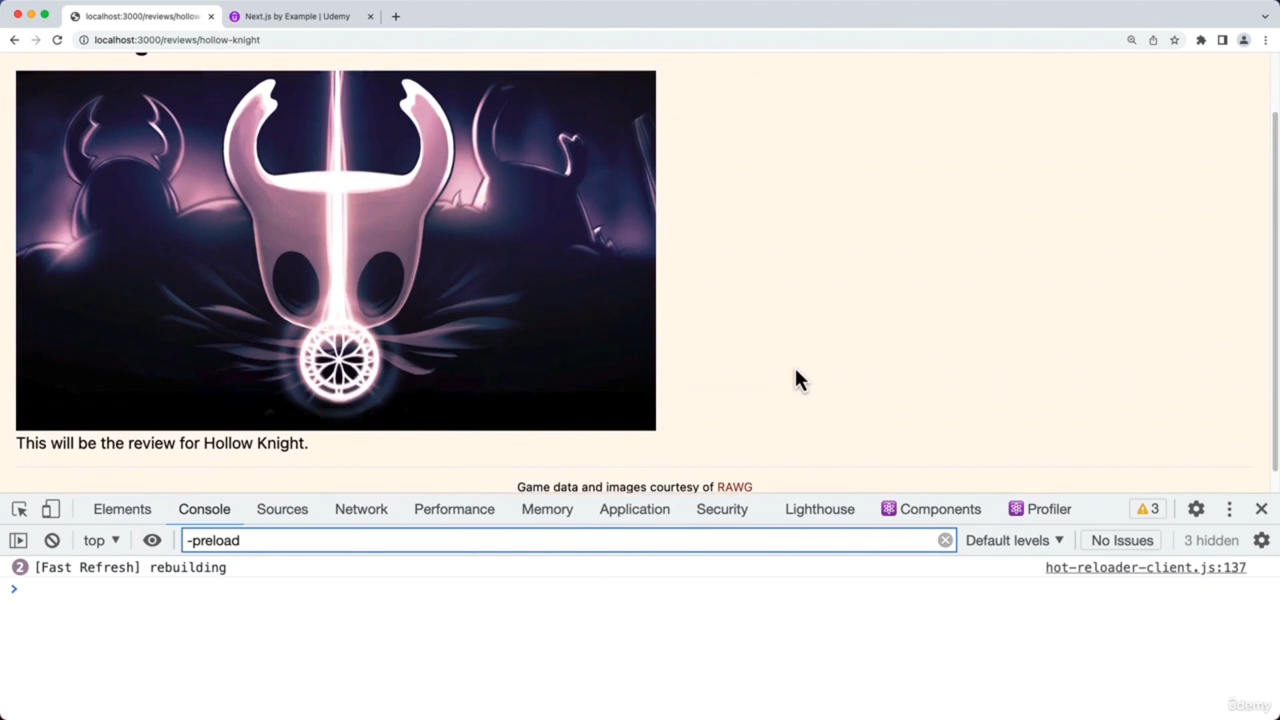 localhost:3000/reviews/hollow
Next.js by Example | Udemy
localhost:3000/reviews/hollow-knight
This will be the review for Hollow Knight.
Game data and images courtesy of RAWG
Elements Console Sources Network Performance Memory Application Security Lighthouse Components Profiler 3
top -preload Default levels No Issues 3 hidden
2 [Fast Refresh] rebuilding hot-reloader-client.js:137
ûdemy